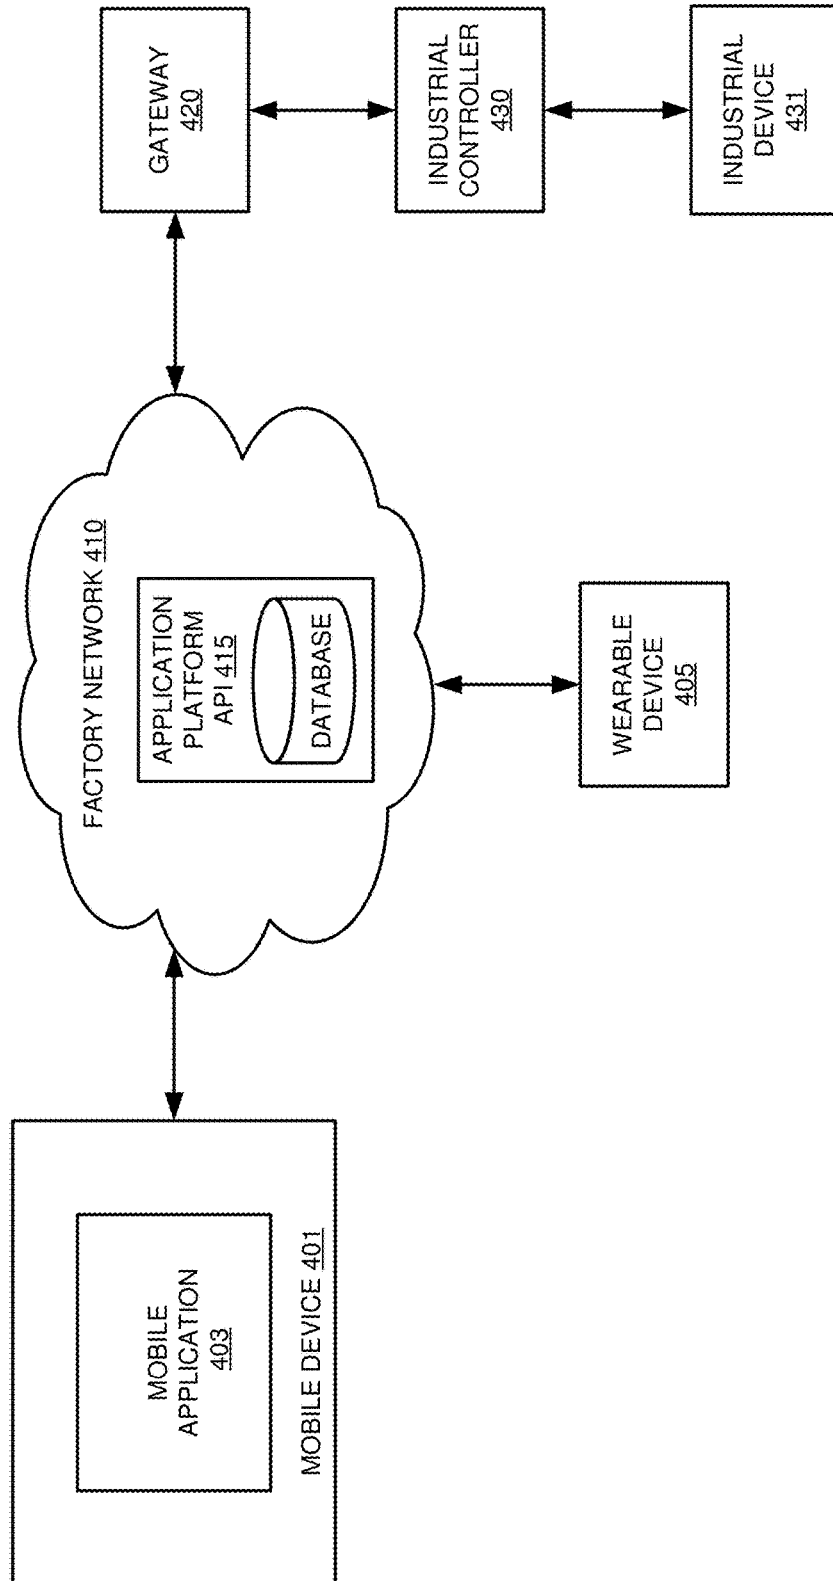 MOBILE
APPLICATION
403
MOBILE DEVICE 401
FACTORY NETWORK 410
APPLICATION
PLATFORM
API 415
DATABASE
WEARABLE
DEVICE
405
GATEWAY
420
INDUSTRIAL
CONTROLLER
430
INDUSTRIAL
DEVICE
431